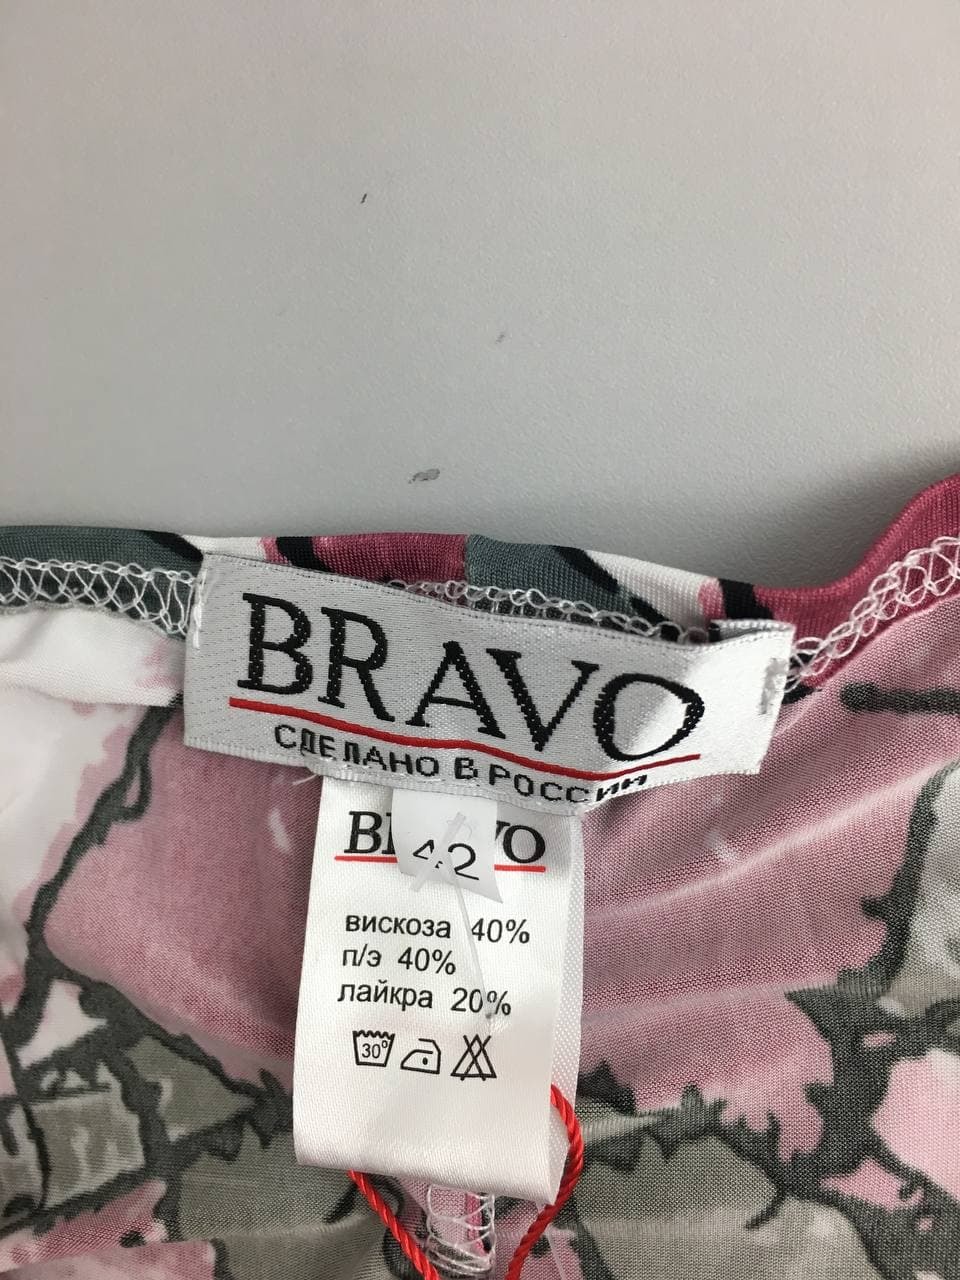 BRAVO
СДЕЛАНО В РОССИИ
42
вискоза 40%
п/э 40%
лайкра 20%
30°